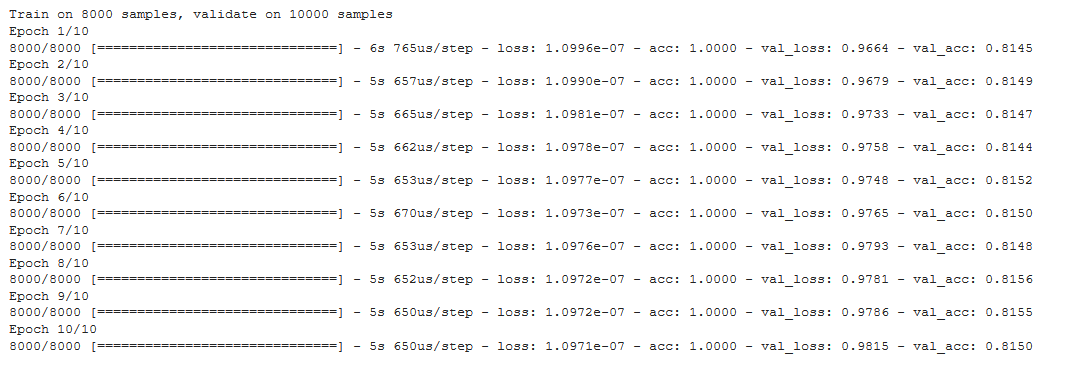 Train on 8000 samples, validate on 10000 samples
Epoch 1/10
8000/8000 [==============================] - 6s 765us/step - loss: 1.0996e-07 - acc: 1.0000 - val_loss: 0.9664 - val_acc: 0.8145
Epoch 2/10
8000/8000 [==============================] - 5s 657us/step - loss: 1.0990e-07 - acc: 1.0000 - val_loss: 0.9679 - val_acc: 0.8149
Epoch 3/10
8000/8000 [==============================] - 5s 665us/step - loss: 1.0981e-07 - acc: 1.0000 - val_loss: 0.9733 - val_acc: 0.8147
Epoch 4/10
8000/8000 [==============================] - 5s 662us/step - loss: 1.0978e-07 - acc: 1.0000 - val_loss: 0.9758 - val_acc: 0.8144
Epoch 5/10
8000/8000 [==============================] - 5s 653us/step - loss: 1.0977e-07 - acc: 1.0000 - val_loss: 0.9748 - val_acc: 0.8152
Epoch 6/10
8000/8000 [==============================] - 5s 670us/step - loss: 1.0973e-07 - acc: 1.0000 - val_loss: 0.9765 - val_acc: 0.8150
Epoch 7/10
8000/8000 [==============================] - 5s 653us/step - loss: 1.0976e-07 - acc: 1.0000 - val_loss: 0.9793 - val_acc: 0.8148
Epoch 8/10
8000/8000 [==============================] - 5s 652us/step - loss: 1.0972e-07 - acc: 1.0000 - val_loss: 0.9781 - val_acc: 0.8156
Epoch 9/10
8000/8000 [==============================] - 5s 650us/step - loss: 1.0972e-07 - acc: 1.0000 - val_loss: 0.9786 - val_acc: 0.8155
Epoch 10/10
8000/8000 [==============================] - 5s 650us/step - loss: 1.0971e-07 - acc: 1.0000 - val_loss: 0.9815 - val_acc: 0.8150